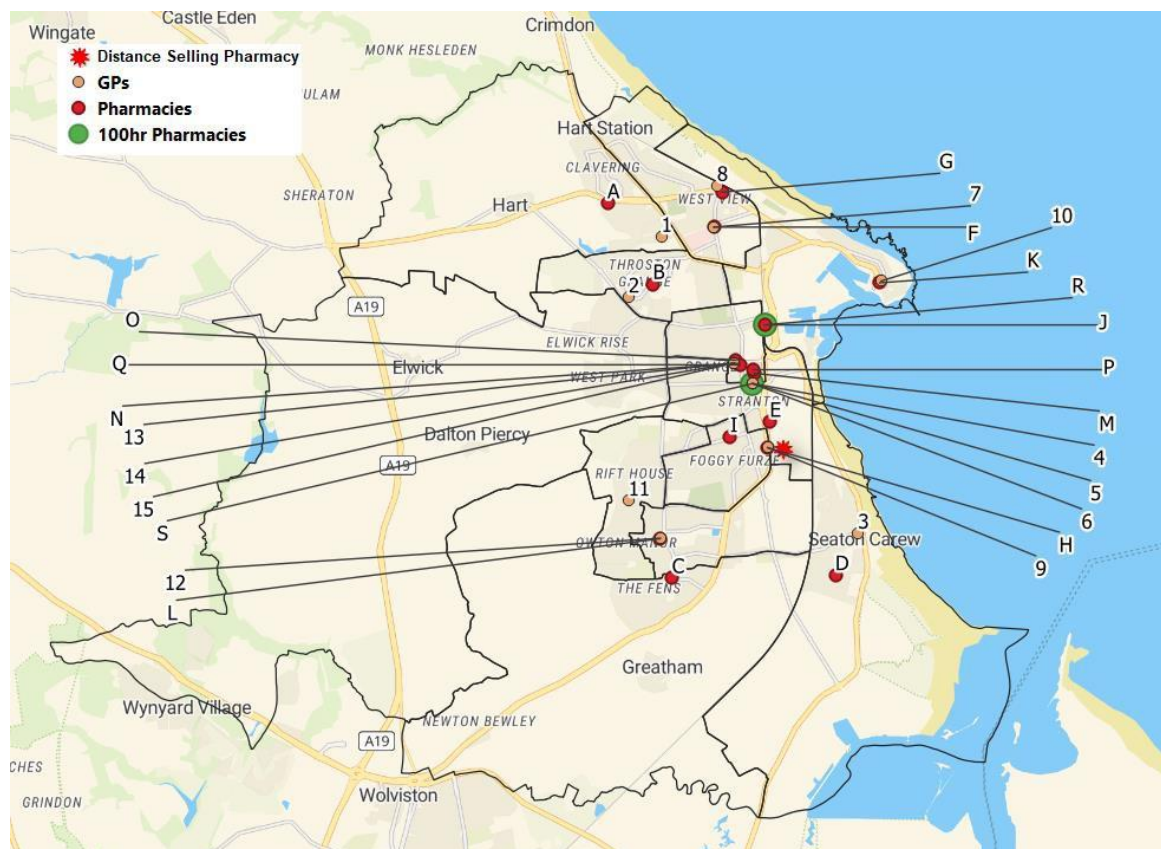 Castle Eden
Crimdon
Wingate
MONK HESLEDEN
Distance Selling Pharmacy
GPs
Pharmacies
100hr Pharmacies
ULAM
Hart Station
CLAVERING
SHERATON
Hart
A
8
WEST VIEW
G
7
10
F
1
THROSTON
GRANGE
B
2
K
R
J
A19
O
ELWICK RISE
Elwick
Q
WEST PARK
GRANGE
P
STRANTON
N
13
Dalton Piercy
E
I
M
FOGGY FURZE
4
A19
14
RIFT HOUSE
11
5
15
6
S
3
Seaton Carew
H
OWTON MANOR
9
12
C
D
THE FENS
L
Greatham
Wynyard Village
NEWTON BEWLEY
A19
CHES
Wolviston
GRINDON